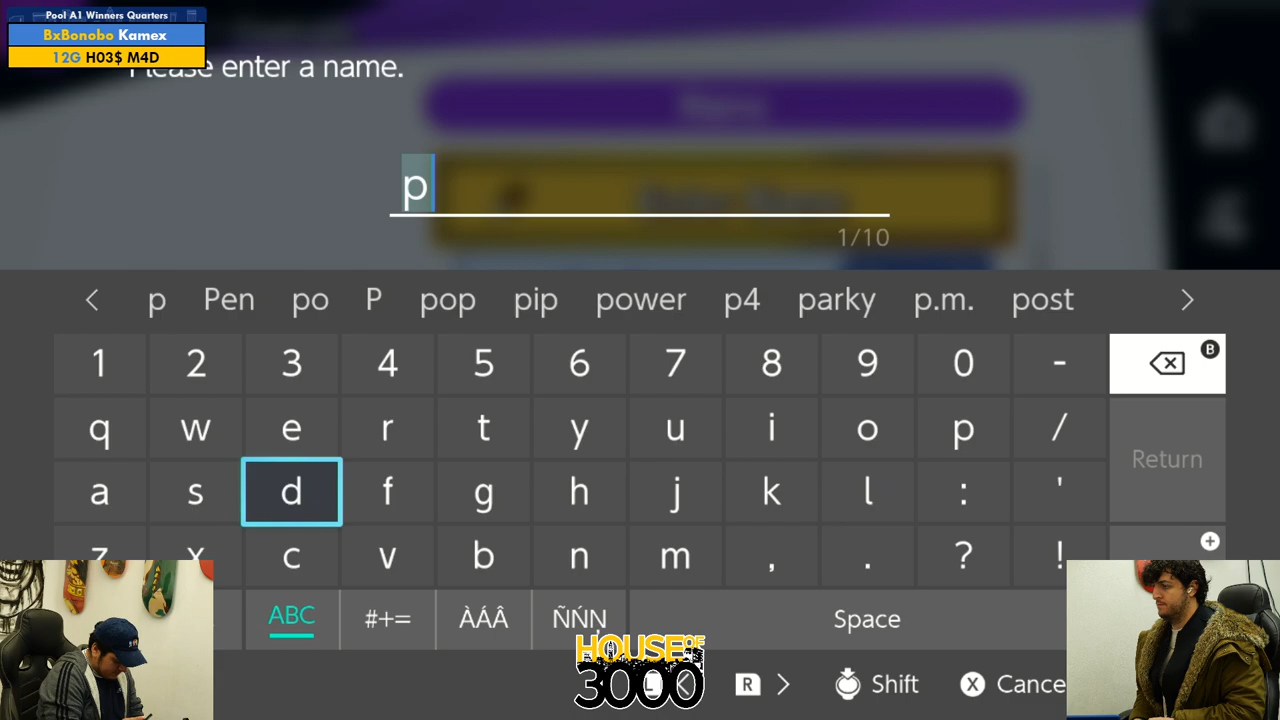 Pool A1 Winners Quarters
BxBonobo Kamex
12G H03$ M4D
Please enter a name.
p
1/10
p Pen po P pop pip power p4 parky p.m. post
1 2 3 4 5 6 7 8 9 0 - B
q w e r t y u i o p /
Return
a s d f g h j k l : '
z x c v b n m , . ? ! +
ABC #+= ÀÁÂ ÑŃŅ Space
HOUSE OF
3000
L R Shift X Cance